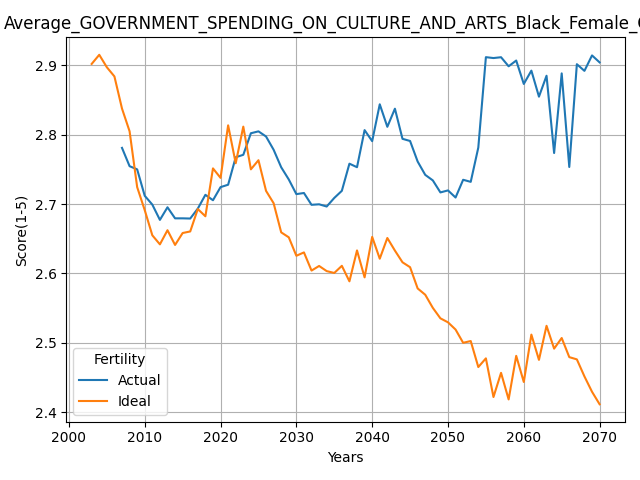 Average_GOVERNMENT_SPENDING_ON_CULTURE_AND_ARTS_Black_Female_
Score(1-5)
2.9
2.8
2.7
2.6
2.5
2.4
Fertility
Actual
Ideal
2000 2010 2020 2030 2040 2050 2060 2070
Years